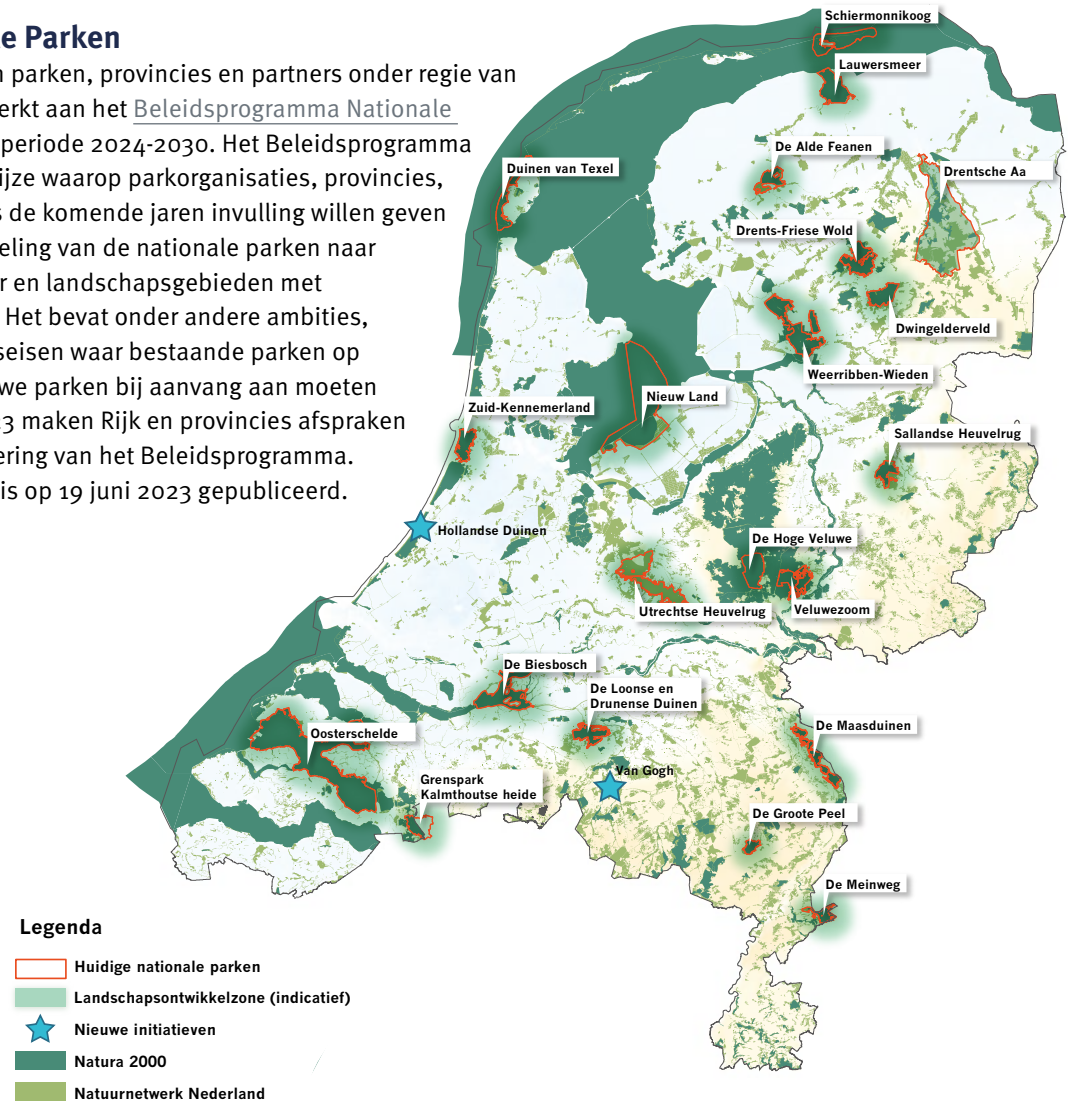 e Parken
n parken, provincies en partners onder regie van
erkt aan het Beleidsprogramma Nationale
periode 2024-2030. Het Beleidsprogramma
ijze waarop parkorganisaties, provincies,
s de komende jaren invulling willen geven
eling van de nationale parken naar
r en landschapsgebieden met
Het bevat onder andere ambities,
seisen waar bestaande parken op
we parken bij aanvang aan moeten
23 maken Rijk en provincies afspraken
ering van het Beleidsprogramma.
is op 19 juni 2023 gepubliceerd.
Schiermonnikoog
Lauwersmeer
De Alde Feanen
Duinen van Texel
Drentsche Aa
Drents-Friese Wold
Dwingelderveld
Weerribben-Wieden
Nieuw Land
Zuid-Kennemerland
Sallandse Heuvelrug
Hollandse Duinen
De Hoge Veluwe
Utrechtse Heuvelrug
Veluwezoom
De Biesbosch
De Loonse en
Drunense Duinen
De Maasduinen
Oosterschelde
Van Gogh
Grenspark
Kalmthoutse heide
De Groote Peel
De Meinweg
Legenda
Huidige nationale parken
Landschapsontwikkelzone (indicatief)
Nieuwe initiatieven
Natura 2000
Natuurnetwerk Nederland